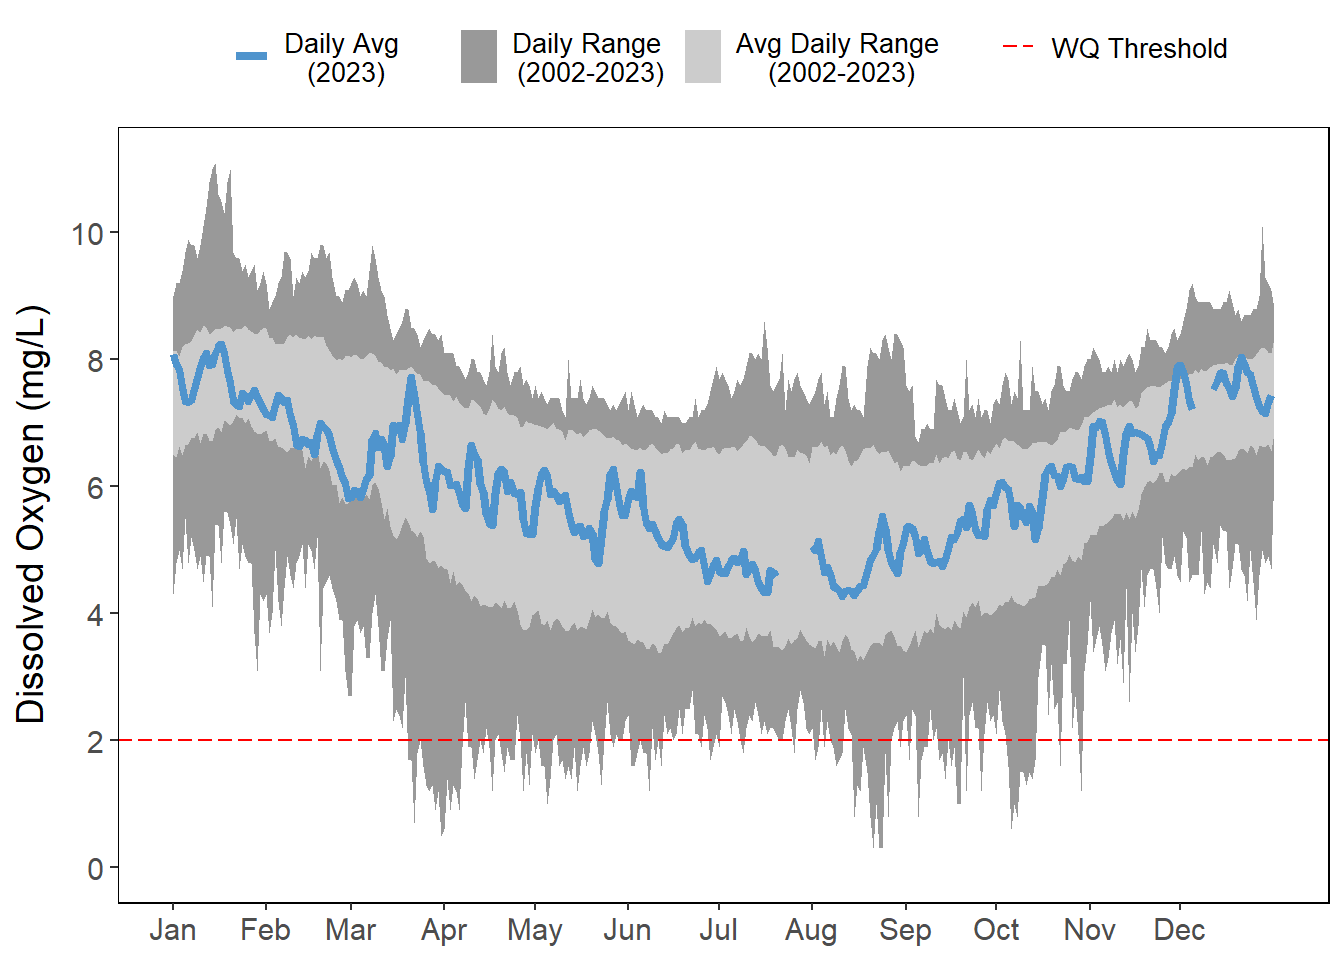 Daily Avg
(2023)
Daily Range
(2002-2023)
Avg Daily Range
(2002-2023)
WQ Threshold
Dissolved Oxygen (mg/L)
10
8
6
4
2
0
Jan Feb Mar Apr May Jun Jul Aug Sep Oct Nov Dec